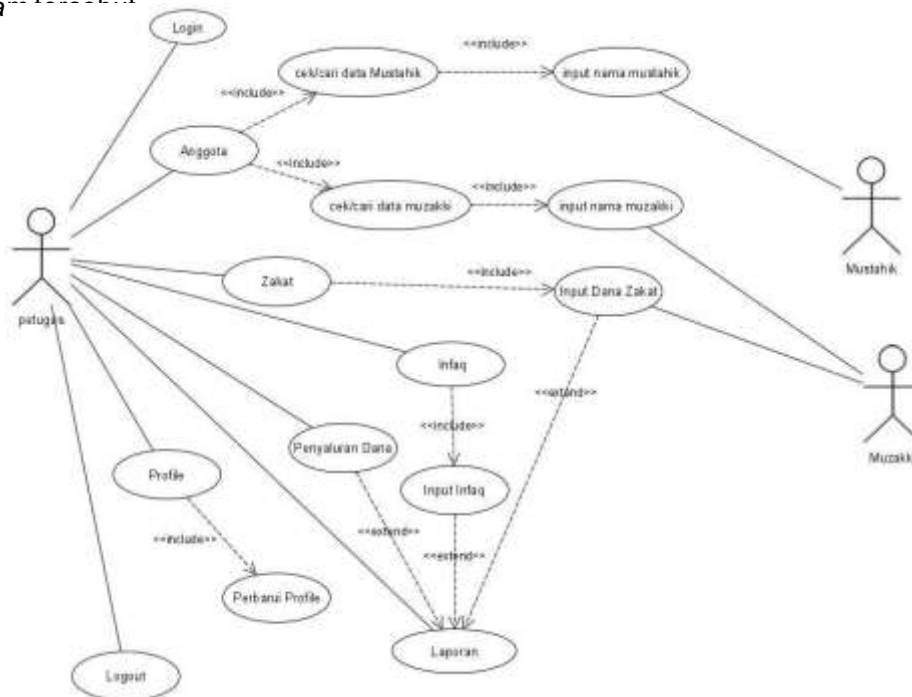 Login
cek/cari data Mustahik
<<include>>
input nama mustahik
<<include>>
Anggota
<<include>>
cek/cari data muzakki
<<include>>
input nama muzakki
Mustahik
petugas
Zakat
<<include>>
Input Dana Zakat
Infaq
<<extend>>
Muzakki
<<include>>
Penyaluran Dana
Profile
Input Infaq
<<include>>
<<extend>>
<<extend>>
Perbarui Profile
Laporan
Logout